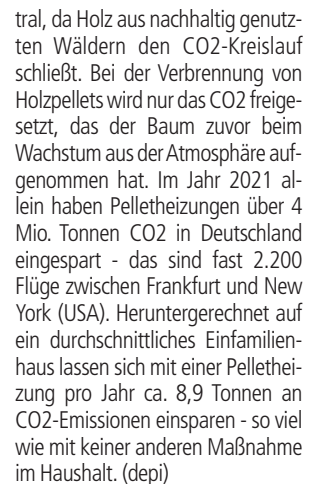 tral, da Holz aus nachhaltig genutz-
ten Wäldern den CO2-Kreislauf
schließt. Bei der Verbrennung von
Holzpellets wird nur das CO2 freige-
setzt, das der Baum zuvor beim
Wachstum aus der Atmosphäre auf-
genommen hat. Im Jahr 2021 al-
lein haben Pelletheizungen über 4
Mio. Tonnen CO2 in Deutschland
eingespart - das sind fast 2.200
Flüge zwischen Frankfurt und New
York (USA). Heruntergerechnet auf
ein durchschnittliches Einfamilien-
haus lassen sich mit einer Pellethei-
zung pro Jahr ca. 8,9 Tonnen an
CO2-Emissionen einsparen - so viel
wie mit keiner anderen Maßnahme
im Haushalt. (depi)